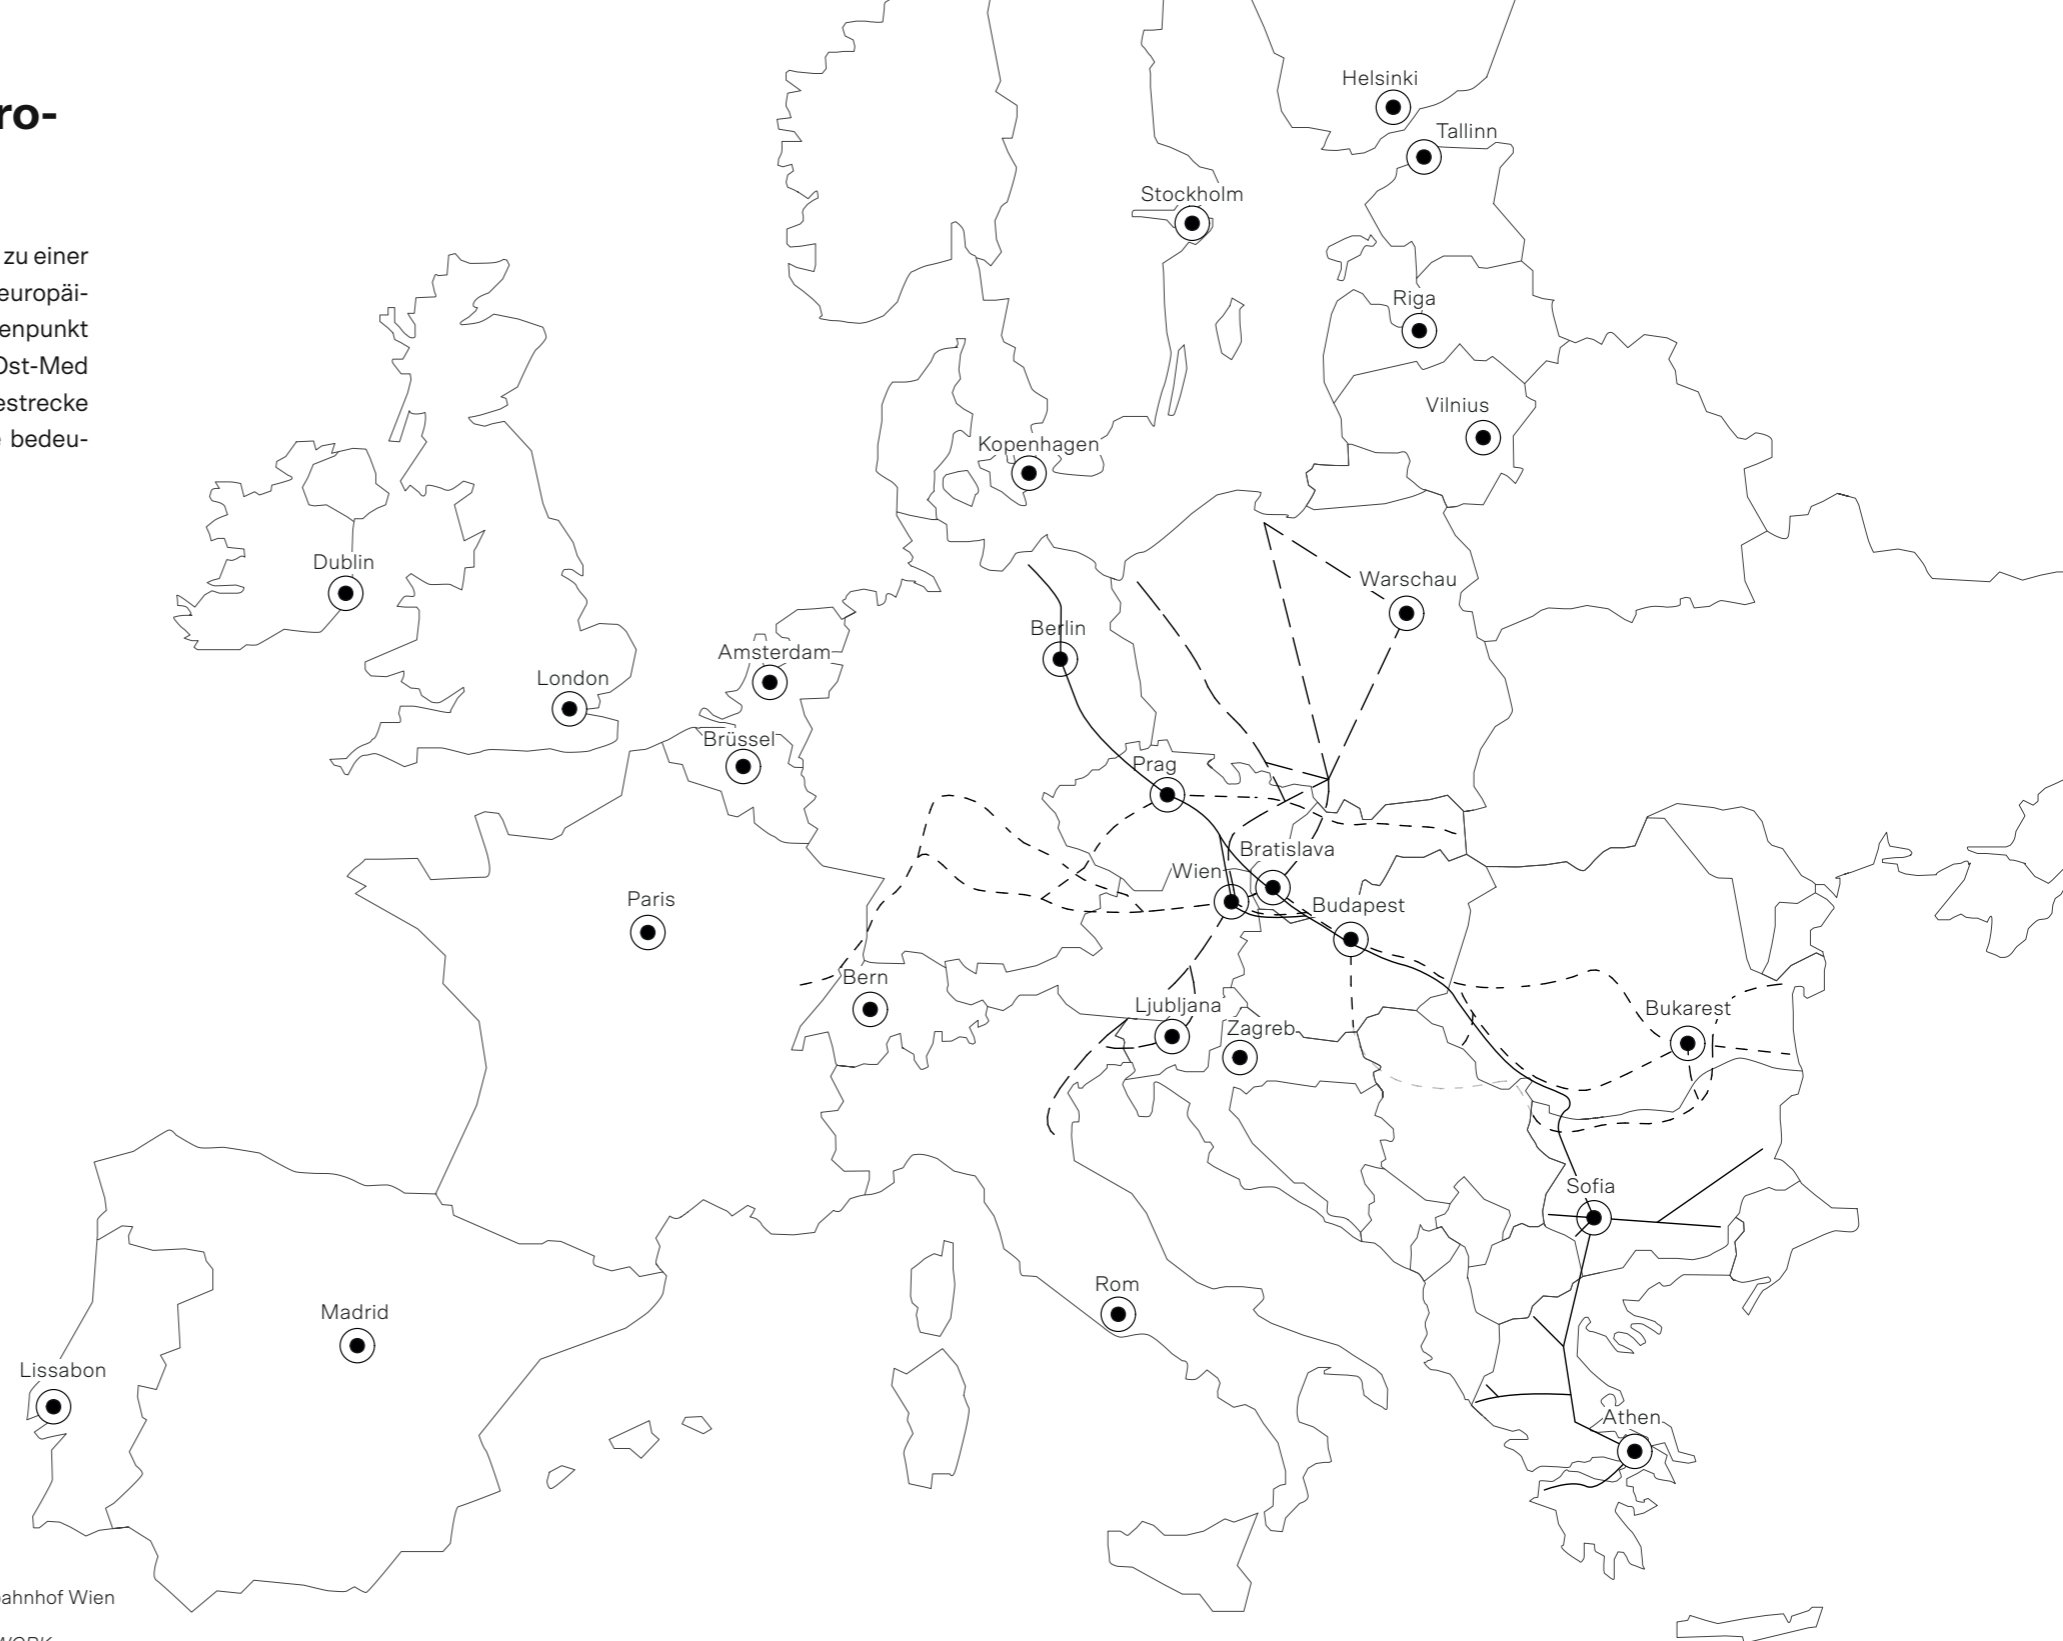 ro-
zu einer
europäi-
enpunkt
Ost-Med
estrecke
bedeu-
Helsinki
Tallinn
Stockholm
Riga
Vilnius
Kopenhagen
Dublin
Warschau
Berlin
Amsterdam
London
Brüssel
Prag
Bratislava
Wien
Paris
Budapest
Bern
Ljubljana
Bukarest
Zagreb
Sofia
Rom
Madrid
Lissabon
Athen
ahnhof Wien
WORK